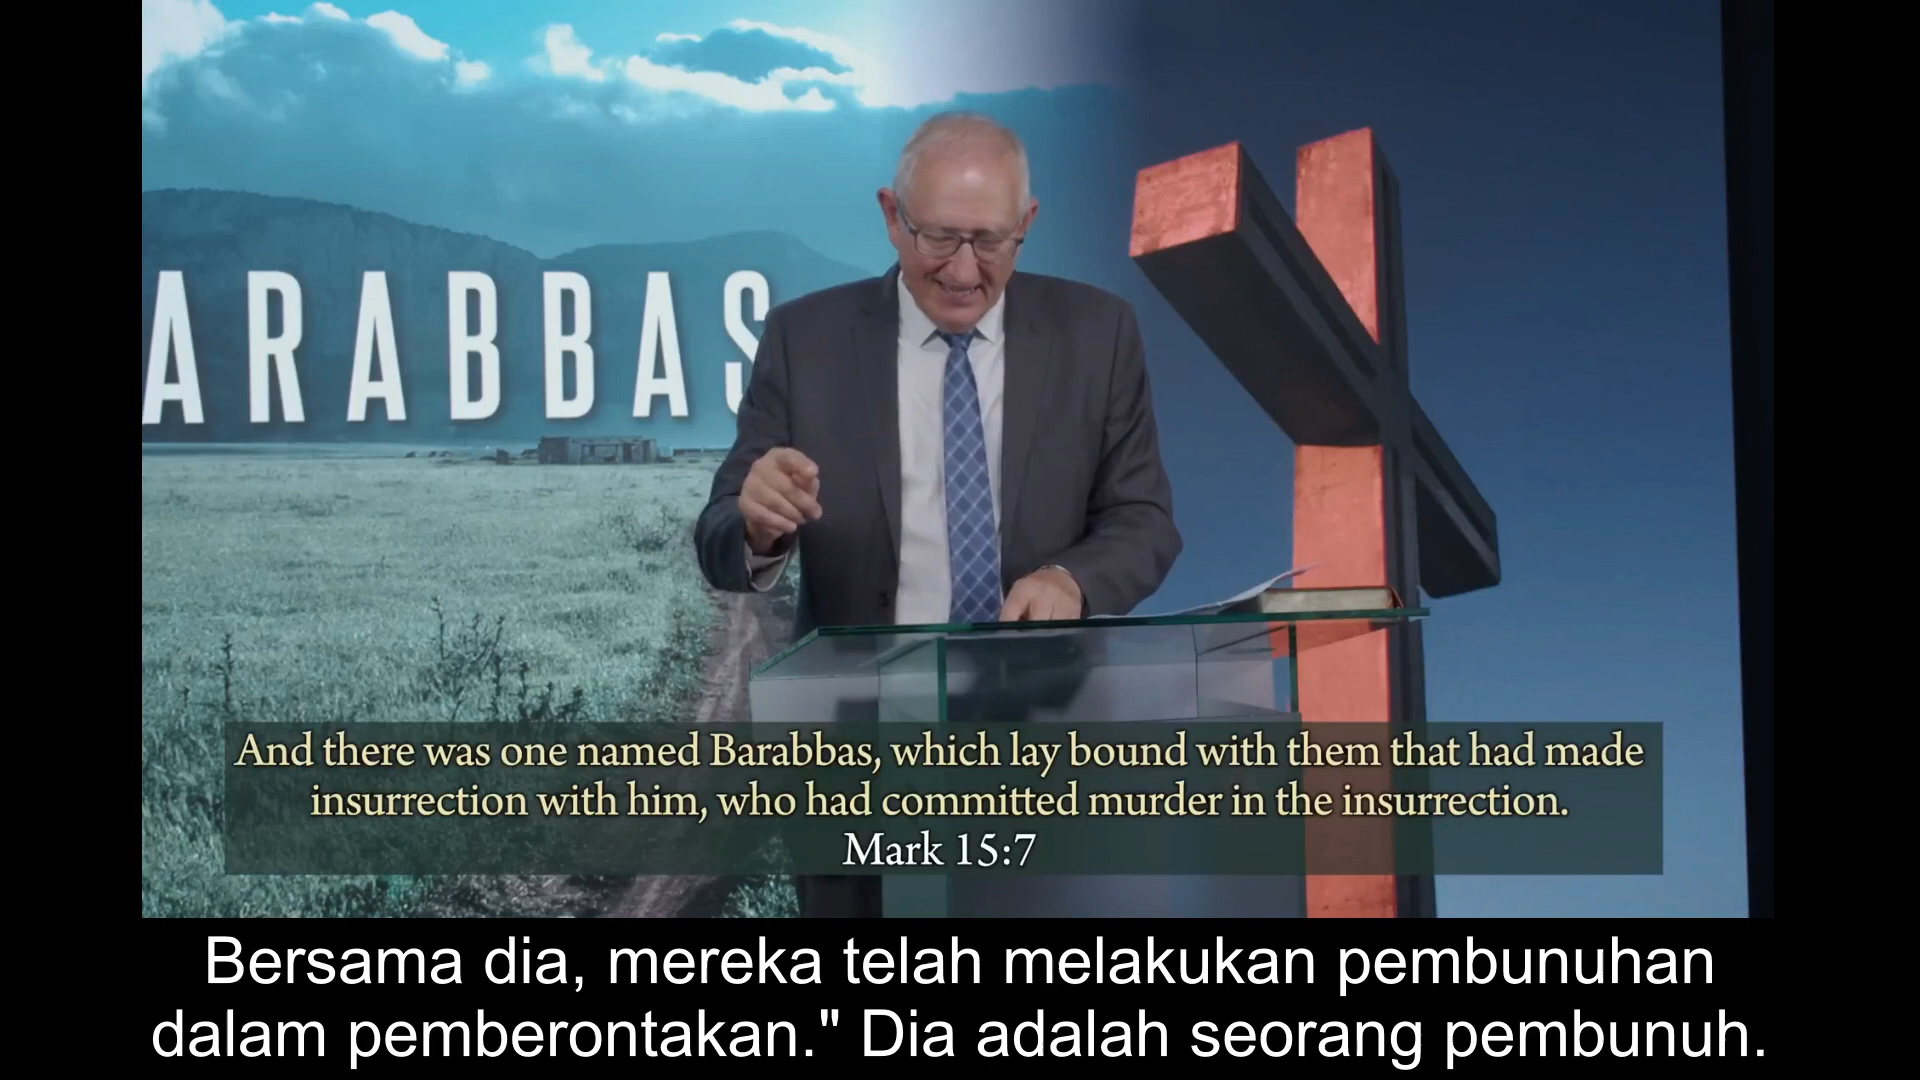 ARABBAS
And there was one named Barabbas, which lay bound with them that had made
insurrection with him, who had committed murder in the insurrection.
Mark 15:7
Bersama dia, mereka telah melakukan pembunuhan
dalam pemberontakan." Dia adalah seorang pembunuh.